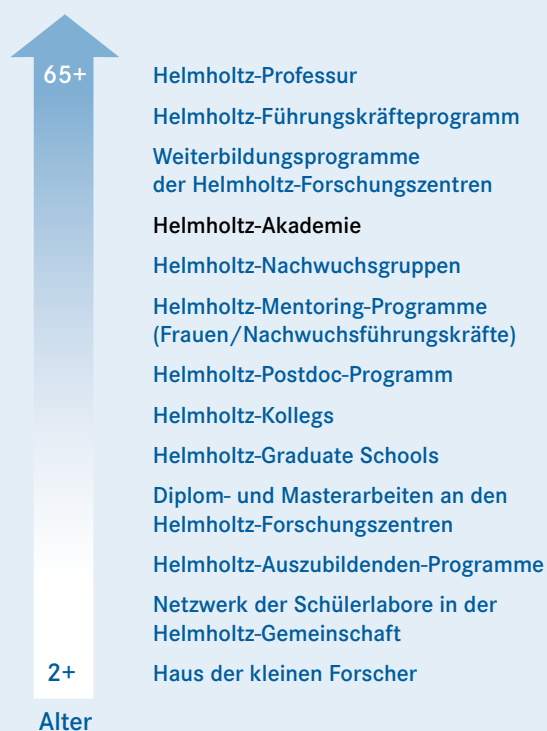 65+
Helmholtz-Professur
Helmholtz-Führungskräfteprogramm
Weiterbildungsprogramme
der Helmholtz-Forschungszentren
Helmholtz-Akademie
Helmholtz-Nachwuchsgruppen
Helmholtz-Mentoring-Programme
(Frauen/Nachwuchsführungskräfte)
Helmholtz-Postdoc-Programm
Helmholtz-Kollegs
Helmholtz-Graduate Schools
Diplom- und Masterarbeiten an den
Helmholtz-Forschungszentren
Helmholtz-Auszubildenden-Programme
Netzwerk der Schülerlabore in der
Helmholtz-Gemeinschaft
2+
Haus der kleinen Forscher
Alter